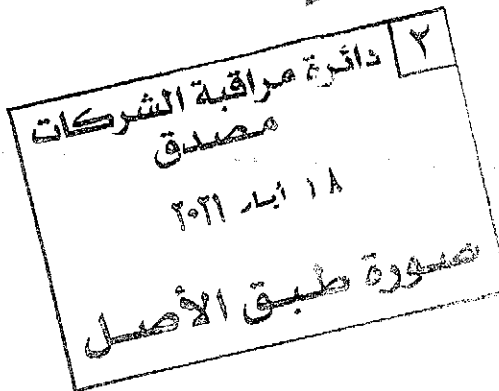 ٢
دائرة مراقبة الشركات
مصدق
١٨ أيار ٢٠٢١
صورة طبق الأصل